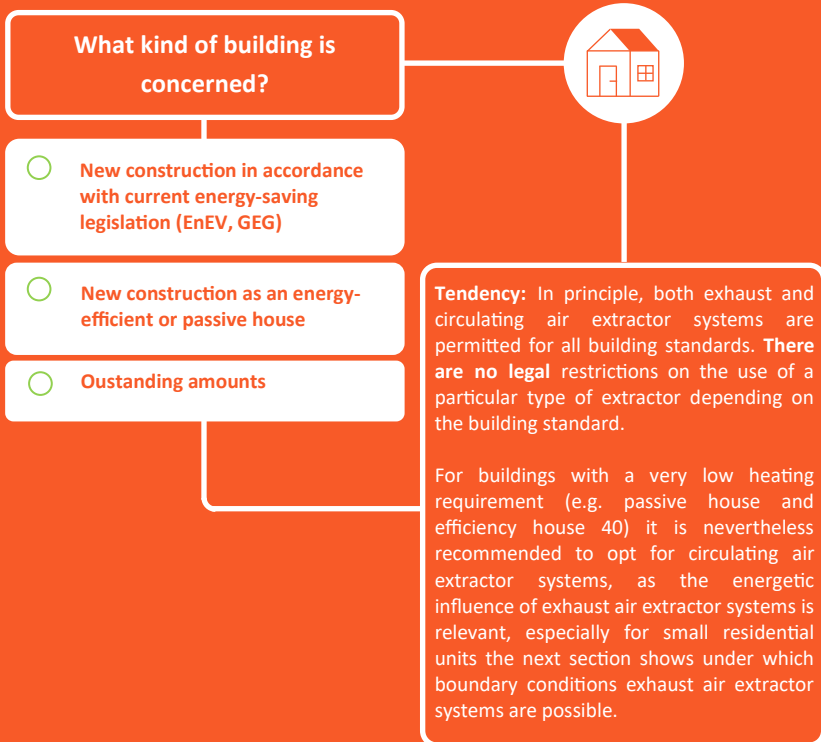 What kind of building is
concerned?
New construction in accordance
with current energy-saving
legislation (EnEV, GEG)
New construction as an energy-
efficient or passive house
Oustanding amounts
Tendency: In principle, both exhaust and
circulating air extractor systems are
permitted for all building standards. There
are no legal restrictions on the use of a
particular type of extractor depending on
the building standard.
For buildings with a very low heating
requirement (e.g. passive house and
efficiency house 40) it is nevertheless
recommended to opt for circulating air
extractor systems, as the energetic
influence of exhaust air extractor systems is
relevant, especially for small residential
units the next section shows under which
boundary conditions exhaust air extractor
systems are possible.